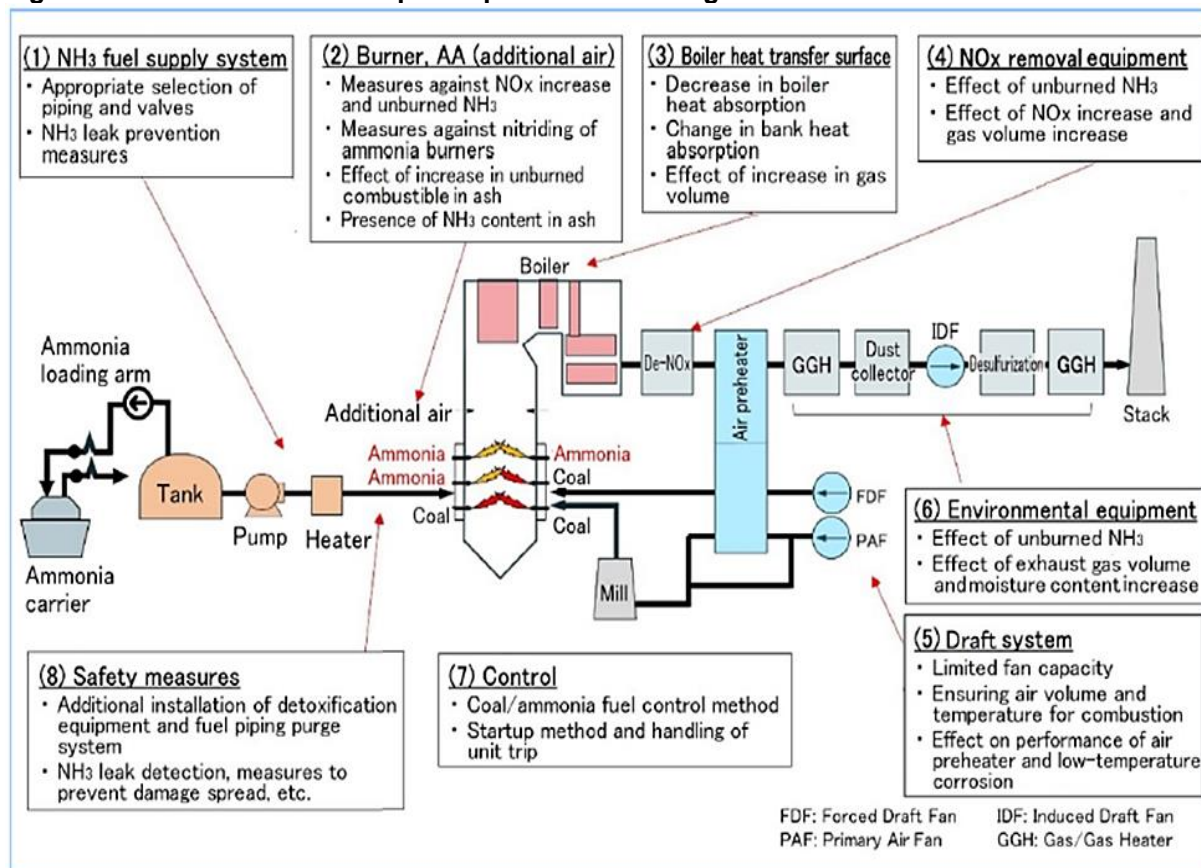 (1) NH3 fuel supply system
・ Appropriate selection of
piping and valves
・ NH3 leak prevention
measures
(2) Burner, AA (additional air)
・ Measures against NOx increase
and unburned NH3
・ Measures against nitriding of
ammonia burners
・ Effect of increase in unburned
combustible in ash
・ Presence of NH3 content in ash
(3) Boiler heat transfer surface
・ Decrease in boiler
heat absorption
・ Change in bank heat
absorption
・ Effect of increase in gas
volume
(4) NOx removal equipment
・ Effect of unburned NH3
・ Effect of NOx increase and
gas volume increase
Boiler
Ammonia
loading arm
Additional air
Ammonia
Ammonia
Ammonia
Coal
Coal
Coal
Tank
Pump
Heater
Ammonia
carrier
Mill
De-NOx
Air preheater
GGH
Dust
collector
IDF
Desulfurization
GGH
Stack
FDF
PAF
(6) Environmental equipment
・ Effect of unburned NH3
・ Effect of exhaust gas volume
and moisture content increase
(5) Draft system
・ Limited fan capacity
・ Ensuring air volume and
temperature for combustion
・ Effect on performance of air
preheater and low-temperature
corrosion
(8) Safety measures
・ Additional installation of detoxification
equipment and fuel piping purge
system
・ NH3 leak detection, measures to
prevent damage spread, etc.
(7) Control
・ Coal/ammonia fuel control method
・ Startup method and handling of
unit trip
FDF: Forced Draft Fan IDF: Induced Draft Fan
PAF: Primary Air Fan GGH: Gas/Gas Heater